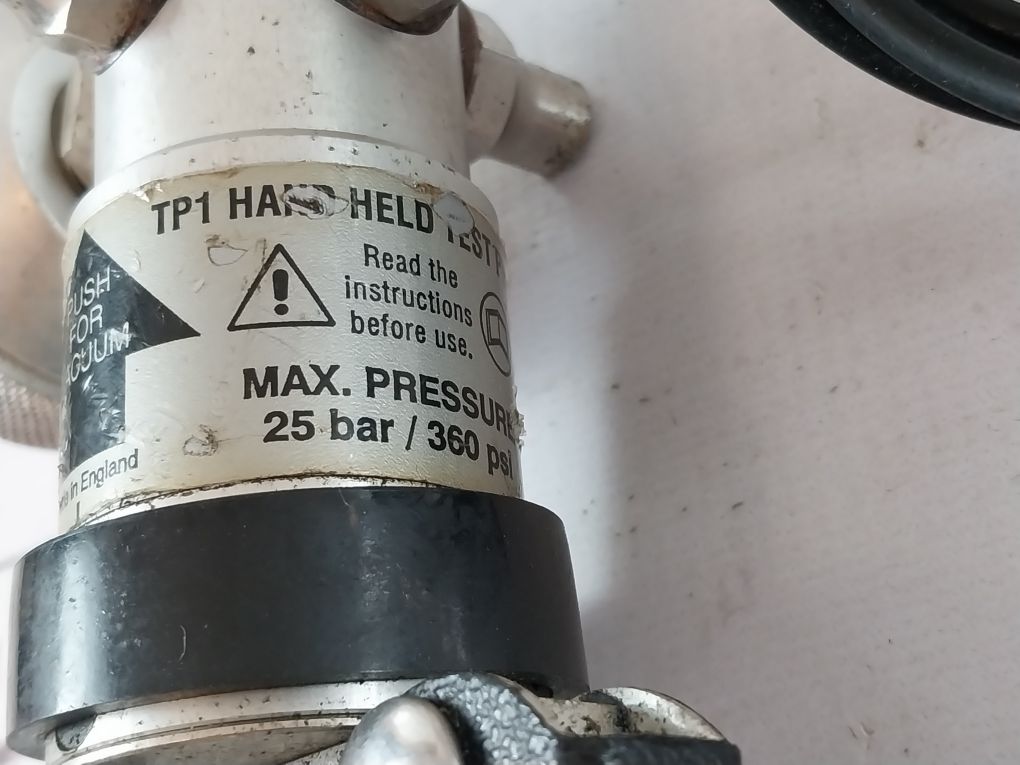 TP1 HAND HELD TEST
PUSH
FOR
VACUUM
Read the
instructions
before use.
MAX. PRESSURE
25 bar / 360 psi
in England